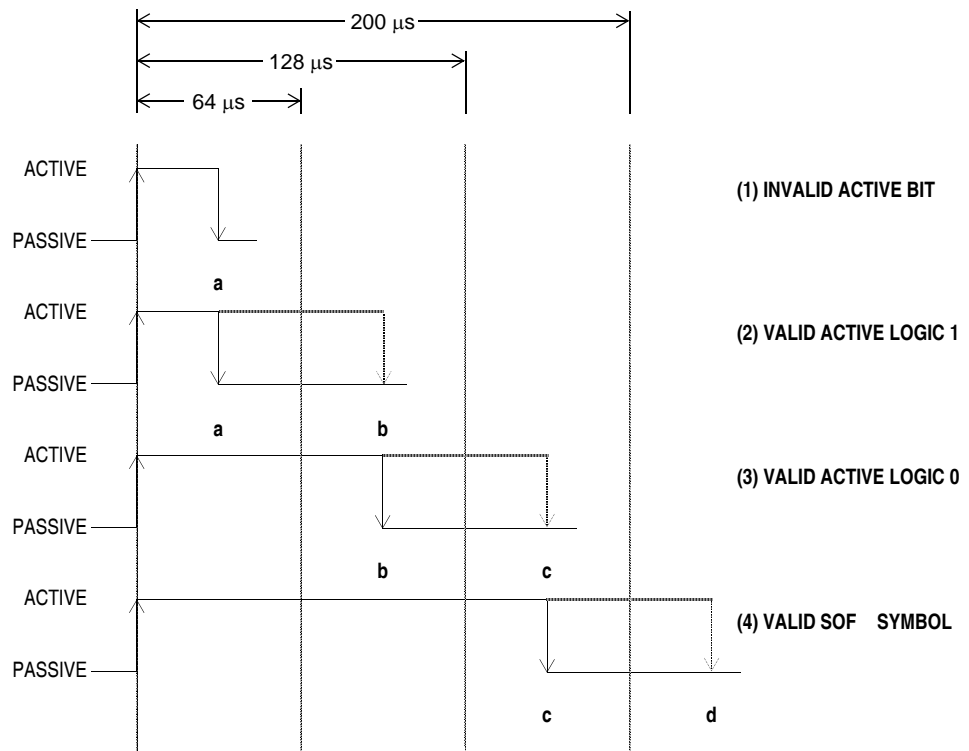 200 μs
128 μs
64 μs
ACTIVE
(1) INVALID ACTIVE BIT
PASSIVE
a
ACTIVE
(2) VALID ACTIVE LOGIC 1
PASSIVE
a b
ACTIVE
(3) VALID ACTIVE LOGIC 0
PASSIVE
b c
ACTIVE
(4) VALID SOF SYMBOL
PASSIVE
c d